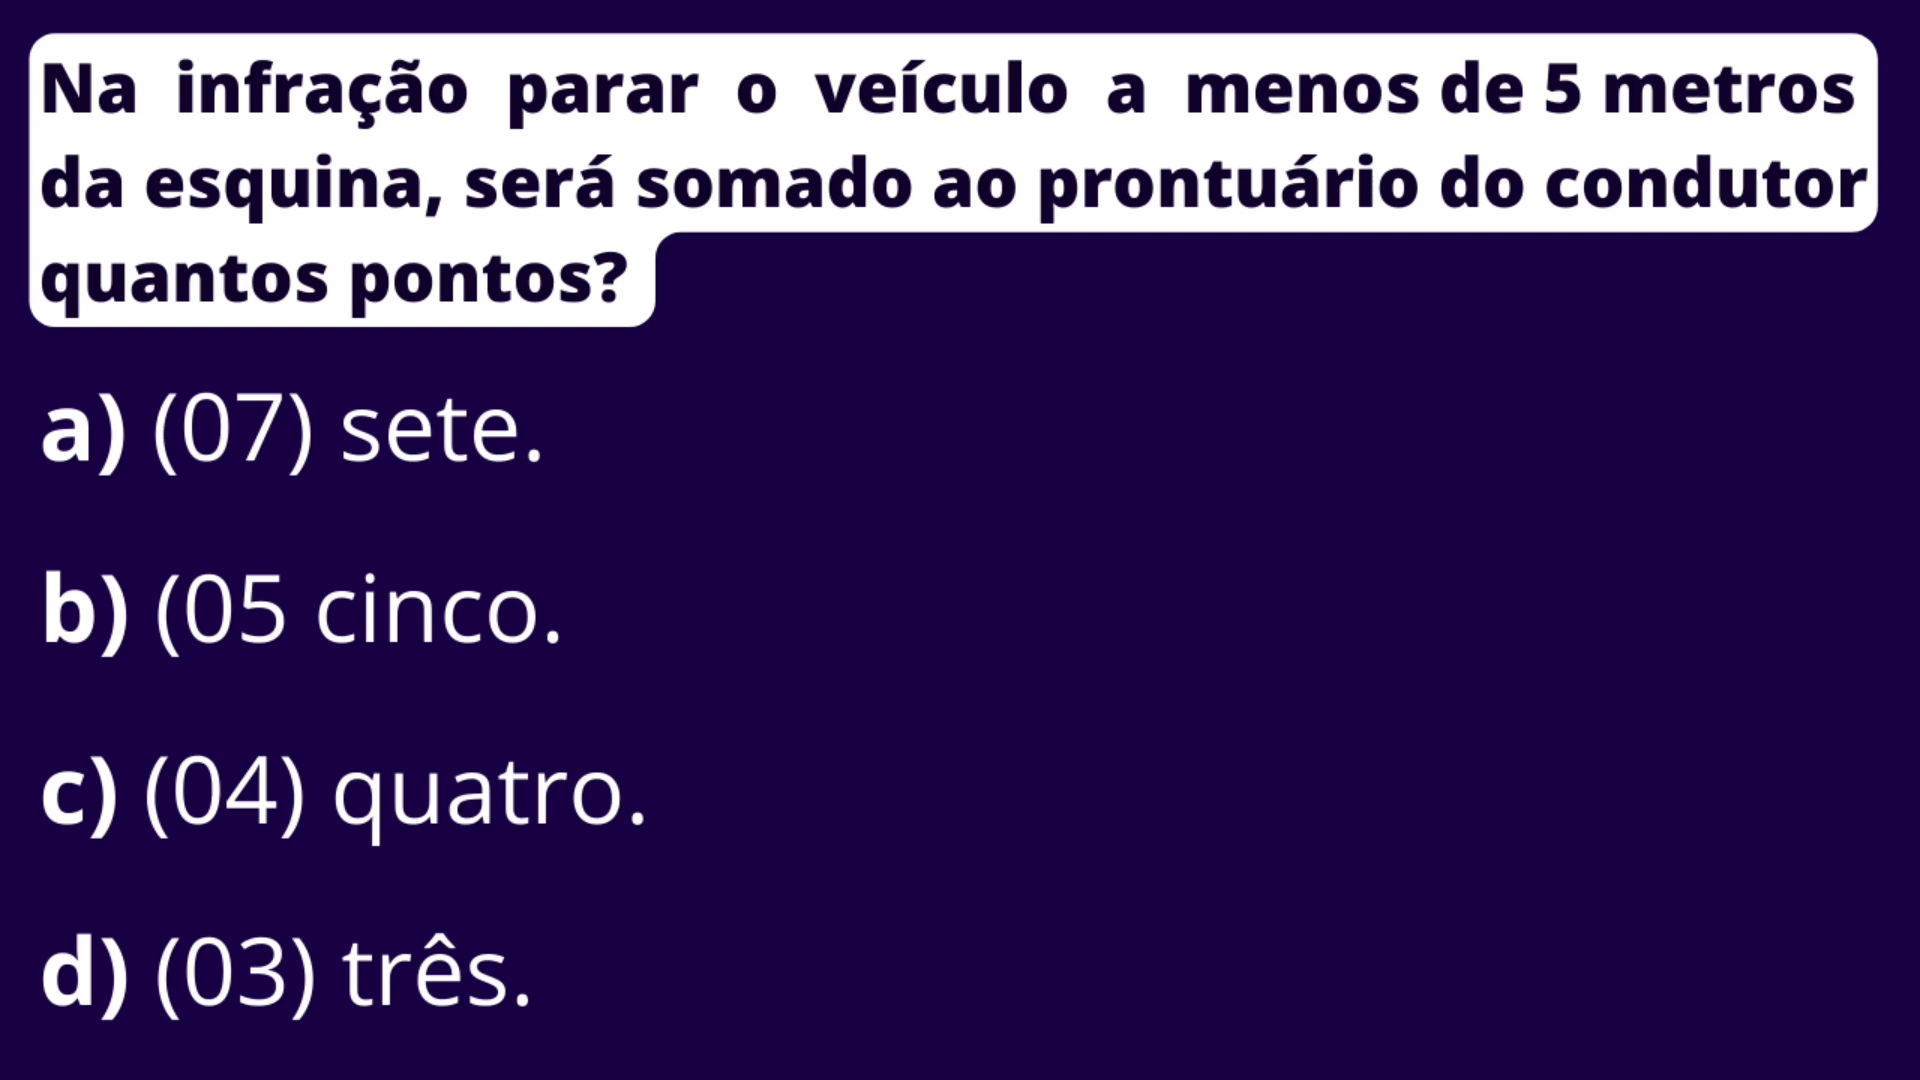 Na infração parar o veículo a menos de 5 metros
da esquina, será somado ao prontuário do condutor
quantos pontos?
a) (07) sete.
b) (05 cinco.
c) (04) quatro.
d) (03) três.